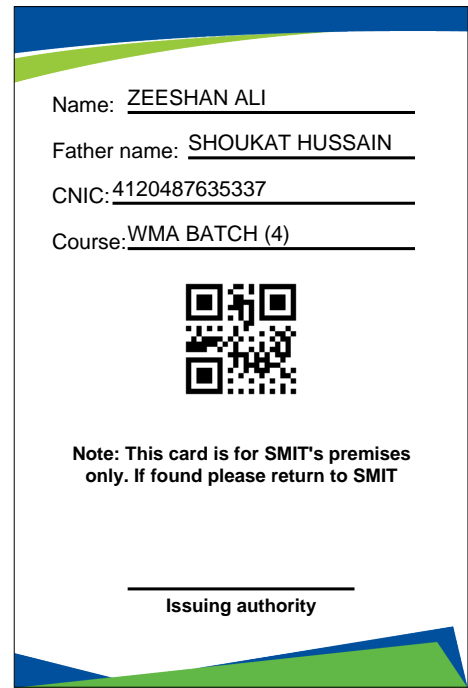 Name: ZEESHAN ALI
Father name: SHOUKAT HUSSAIN
CNIC: 4120487635337
Course: WMA BATCH (4)
Note: This card is for SMIT's premises
only. If found please return to SMIT
Issuing authority